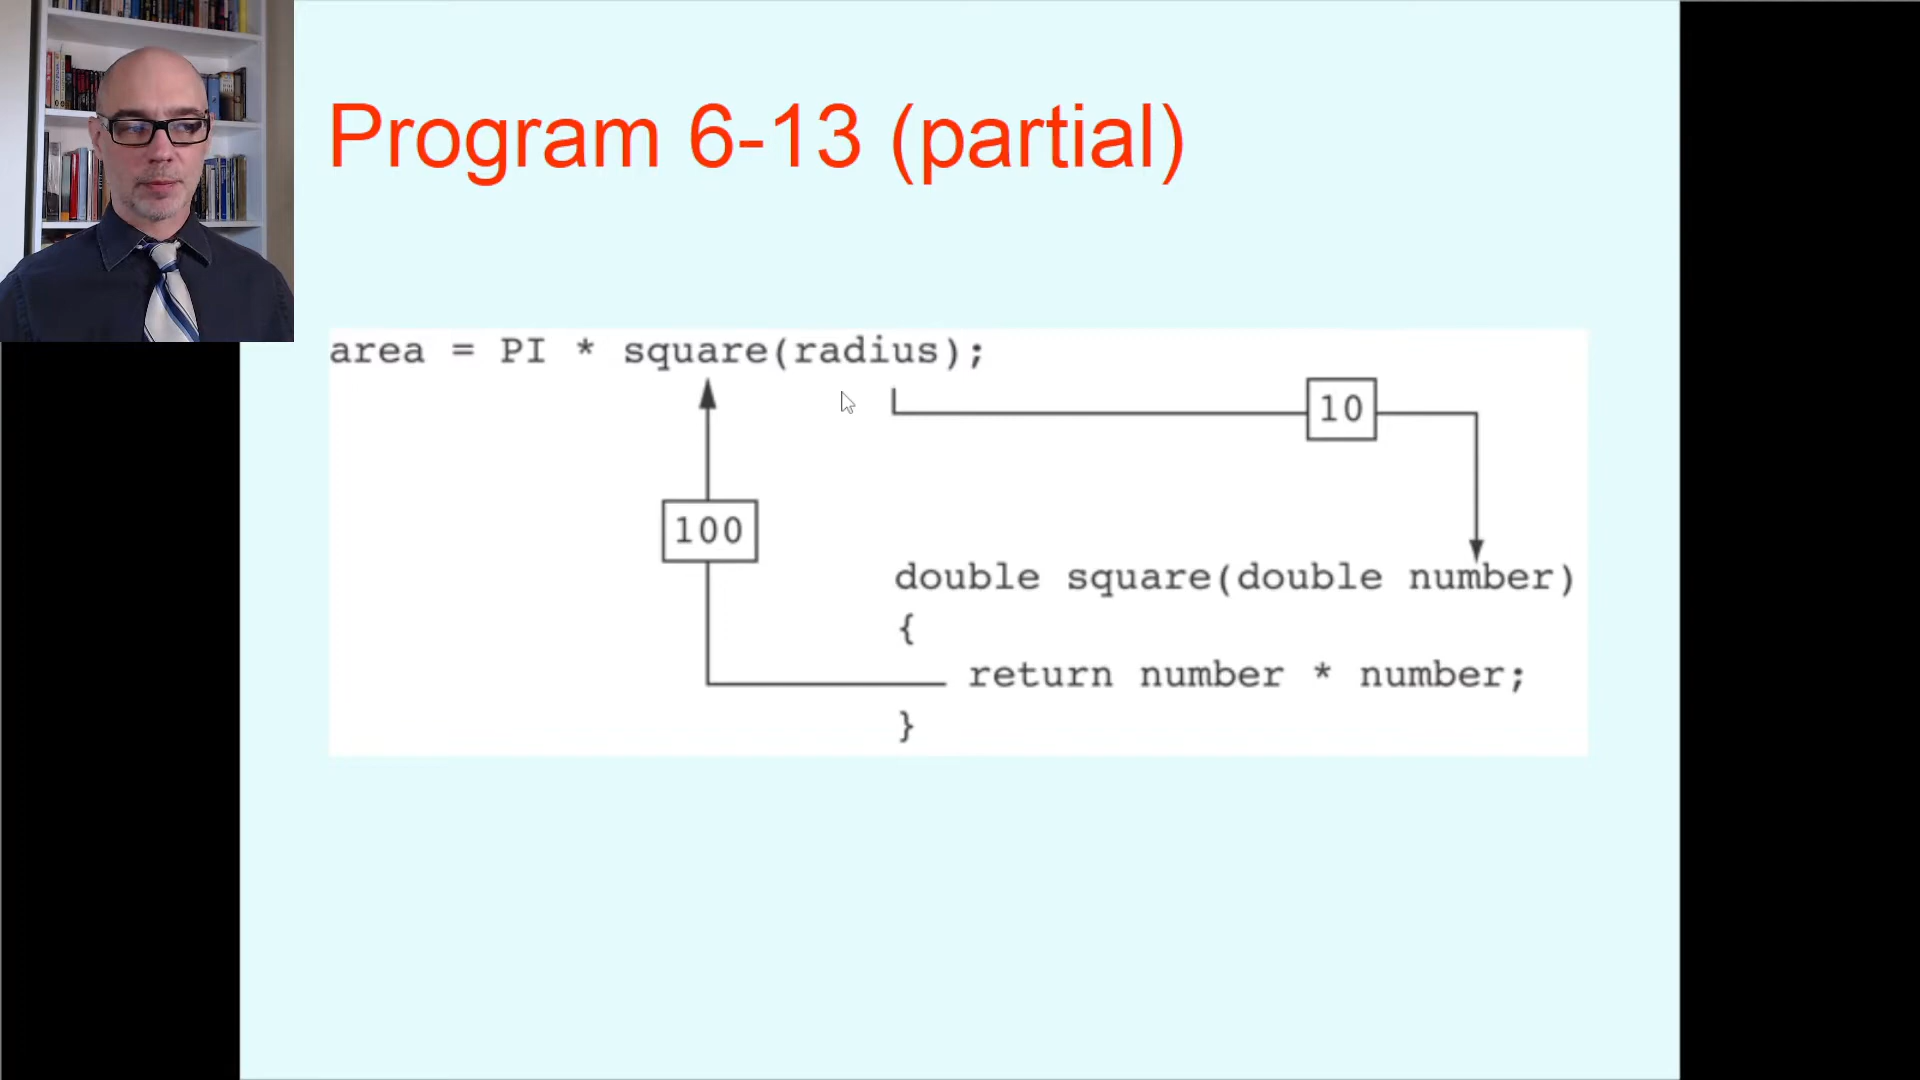 Program 6-13 (partial)
area = PI * square(radius);
10
100
double square(double number)
{
return number * number;
}